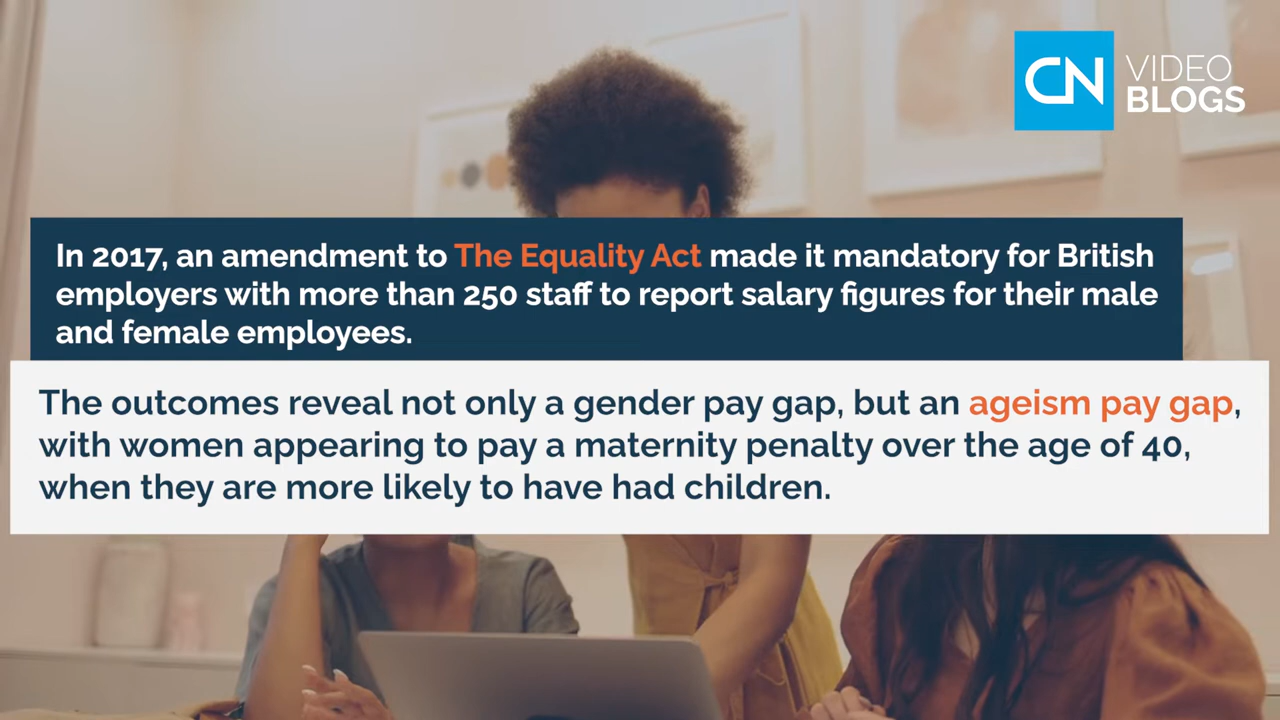 CN VIDEO
BLOGS
In 2017, an amendment to The Equality Act made it mandatory for British
employers with more than 250 staff to report salary figures for their male
and female employees.
The outcomes reveal not only a gender pay gap, but an ageism pay gap,
with women appearing to pay a maternity penalty over the age of 40,
when they are more likely to have had children.